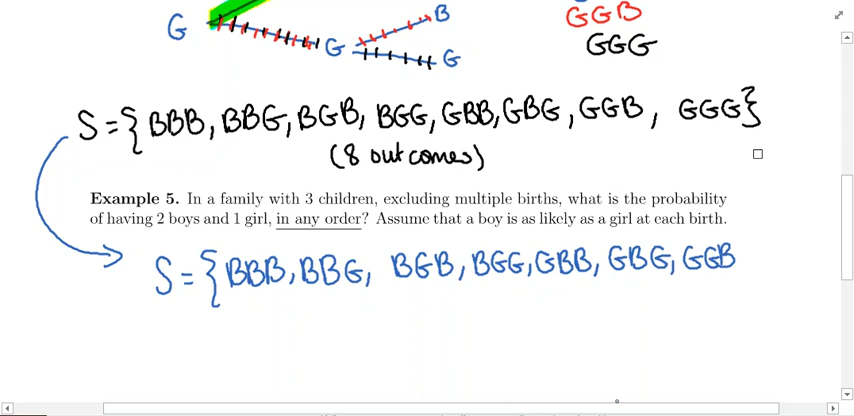 B
G G B
G
G
G
GGG
S = { BBB, BBG, BGB, BGG, GBB, GBG, GGB, GGG}
(8 outcomes)
Example 5. In a family with 3 children, excluding multiple births, what is the probability
of having 2 boys and 1 girl, in any order? Assume that a boy is as likely as a girl at each birth.
S = { BBB, BBG, BGB, BGG, GBB, GBG, GGB